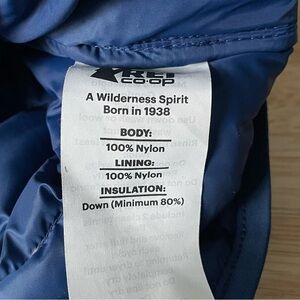 REI
CO·OP
A Wilderness Spirit
Born in 1938
BODY:
100% Nylon
LINING:
100% Nylon
INSULATION:
Down (Minimum 80%)